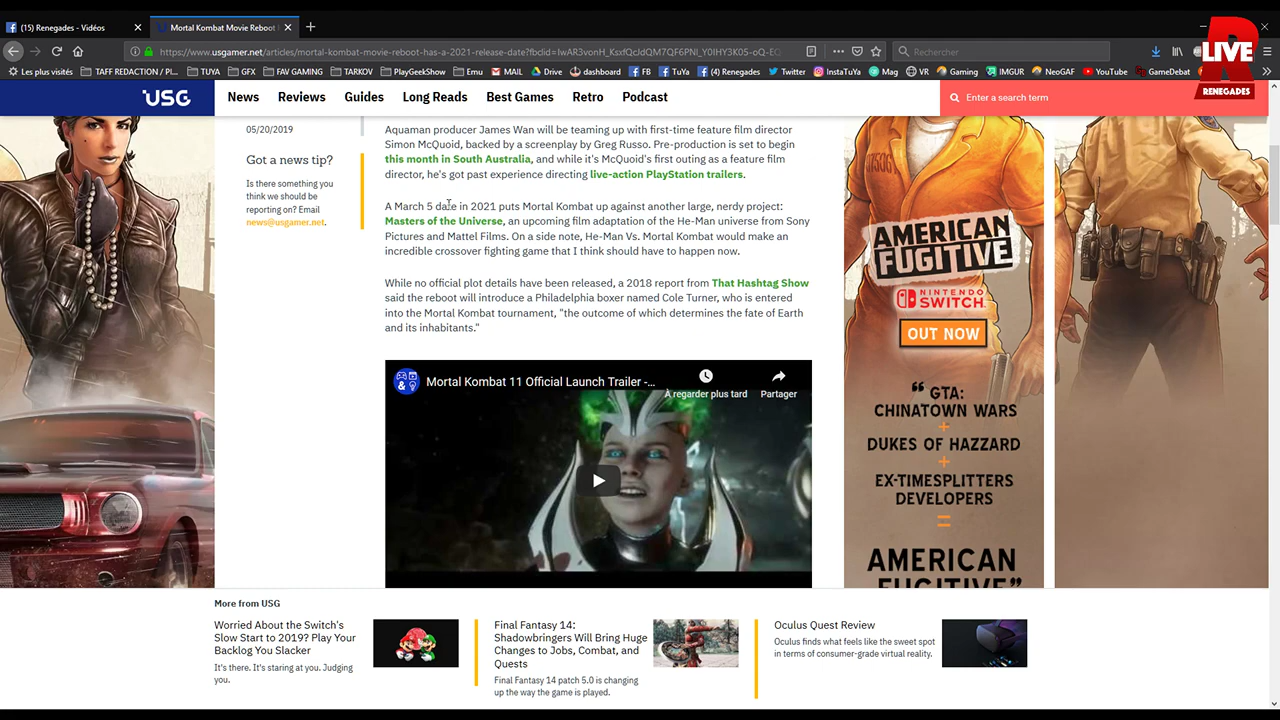 (15) Renegades - Vidéos
Mortal Kombat Movie Reboot
LIVE
RENEGADES
https://www.usgamer.net/articles/mortal-kombat-movie-reboot-has-a-2021-release-date?fbclid=
Rechercher
Les plus visités
TAFF REDACTION / PI...
TUYA
GFX
FAV GAMING
TARKOV
PlayGeekShow
Emu
MAIL
Drive
dashboard
FB
TuYa
(4) Renegades
Twitter
InstaTuYa
Mag
VR
Gaming
IMGUR
NeoGAF
YouTube
GameDebat
USG
News
Reviews
Guides
Long Reads
Best Games
Retro
Podcast
Enter a search term
05/20/2019
Got a news tip?
Is there something you
think we should be
reporting on? Email
news@usgamer.net.
Aquaman producer James Wan will be teaming up with first-time feature film director
Simon McQuoid, backed by a screenplay by Greg Russo. Pre-production is set to begin
this month in South Australia, and while it's McQuoid's first outing as a feature film
director, he's got past experience directing live-action PlayStation trailers.
A March 5 date in 2021 puts Mortal Kombat up against another large, nerdy project:
Masters of the Universe, an upcoming film adaptation of the He-Man universe from Sony
Pictures and Mattel Films. On a side note, He-Man Vs. Mortal Kombat would make an
incredible crossover fighting game that I think should have to happen now.
While no official plot details have been released, a 2018 report from That Hashtag Show
said the reboot will introduce a Philadelphia boxer named Cole Turner, who is entered
into the Mortal Kombat tournament, "the outcome of which determines the fate of Earth
and its inhabitants."
Mortal Kombat 11 Official Launch Trailer -...
À regarder plus tard
Partager
AMERICAN
FUGITIVE
NINTENDO
SWITCH
OUT NOW
“ GTA:
CHINATOWN WARS
+
DUKES OF HAZZARD
+
EX-TIMESPLITTERS
DEVELOPERS
=
AMERICAN
FUGITIVE”
More from USG
Worried About the Switch's
Slow Start to 2019? Play Your
Backlog You Slacker
It's there. It's staring at you. Judging
you.
Final Fantasy 14:
Shadowbringers Will Bring Huge
Changes to Jobs, Combat, and
Quests
Final Fantasy 14 patch 5.0 is changing
up the way the game is played.
Oculus Quest Review
Oculus finds what feels like the sweet spot
in terms of consumer-grade virtual reality.